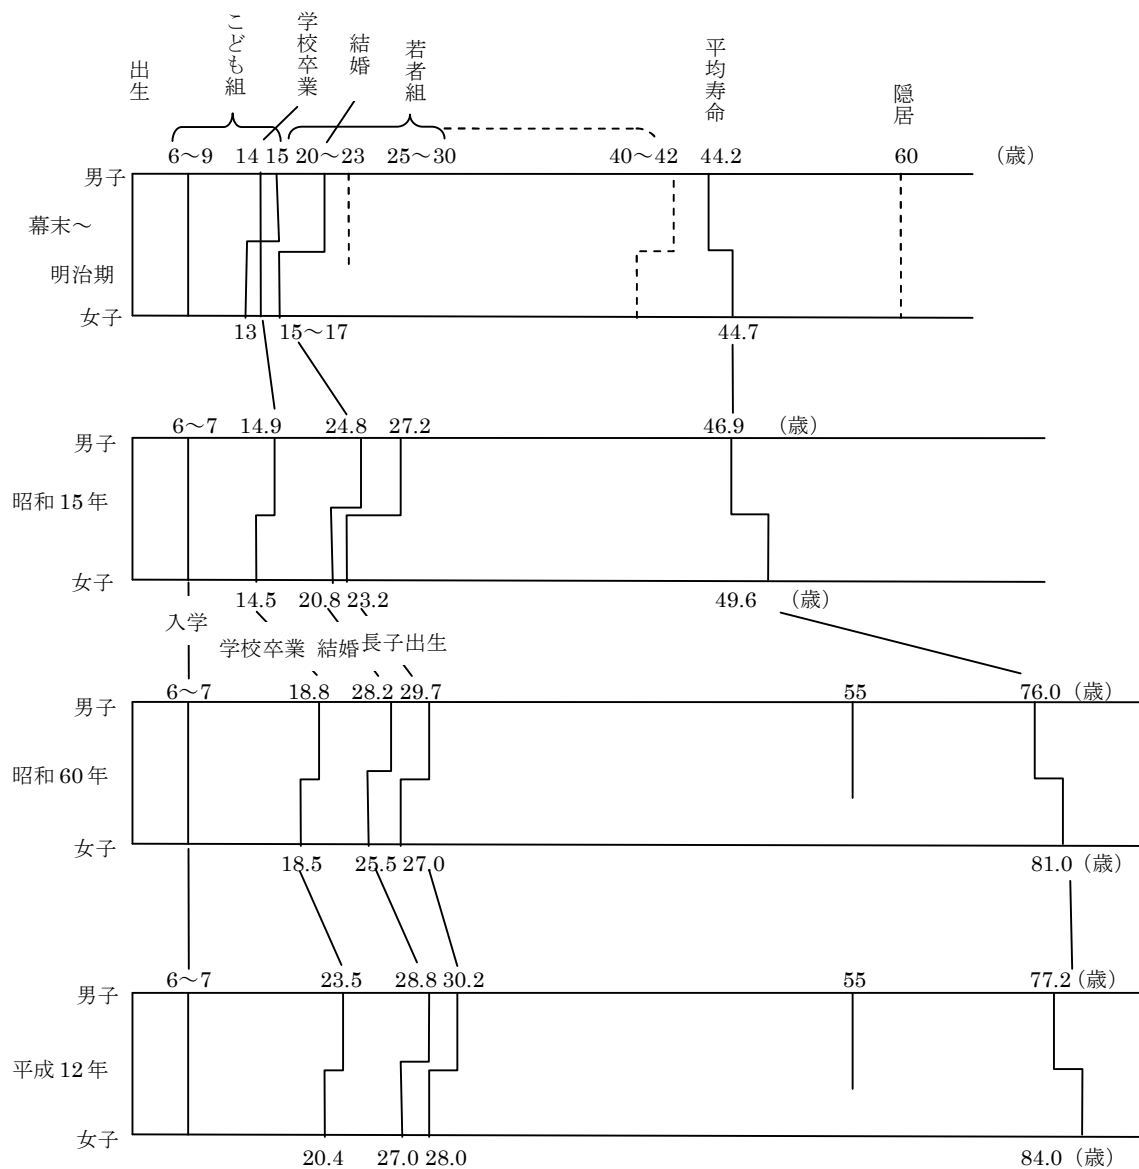 出生
こども組
学校卒業
結婚
若者組
平均寿命
隠居
6～9 14 15 20～23 25～30 40～42 44.2 60 （歳）
男子
幕末～
明治期
女子
13 15～17 44.7
6～7 14.9 24.8 27.2 46.9 （歳）
男子
昭和15年
女子
14.5 20.8 23.2 49.6 （歳）
入学
学校卒業 結婚 長子出生
6～7 18.8 28.2 29.7 55 76.0（歳）
男子
昭和60年
女子
18.5 25.5 27.0 81.0（歳）
6～7 23.5 28.8 30.2 55 77.2（歳）
男子
平成12年
女子
20.4 27.0 28.0 84.0（歳）